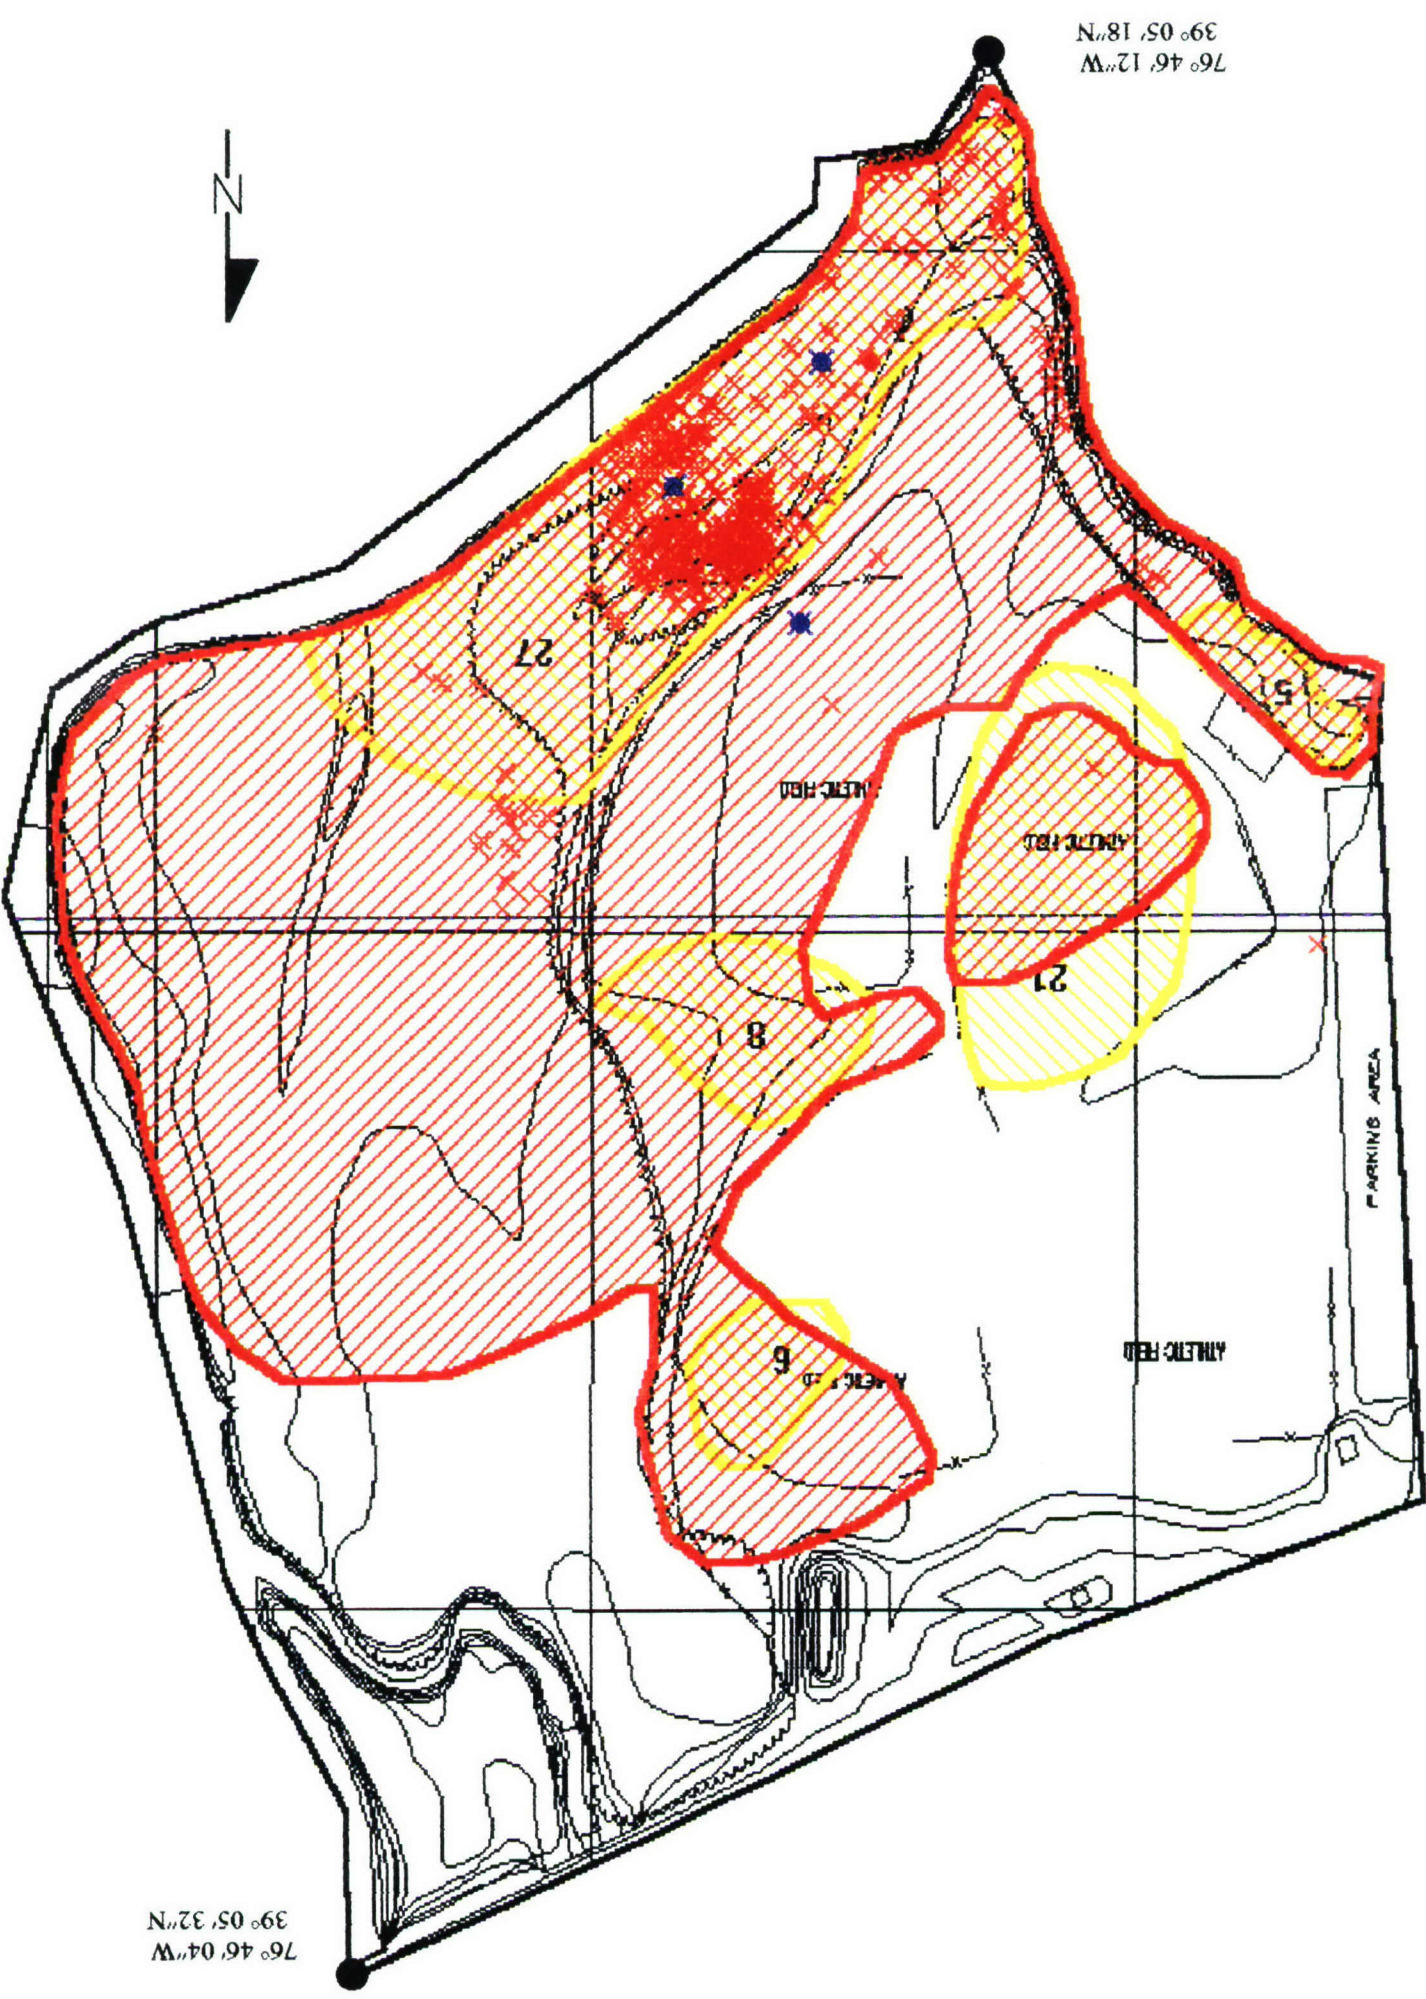 76° 46' 04"W
39° 05' 32"N
ATHLETIC FIELD
6
PARKING AREA
8
21
ATHLETIC FIELD
ATHLETIC FIELD
51
27
N
76° 46' 12"W
39° 05' 18"N